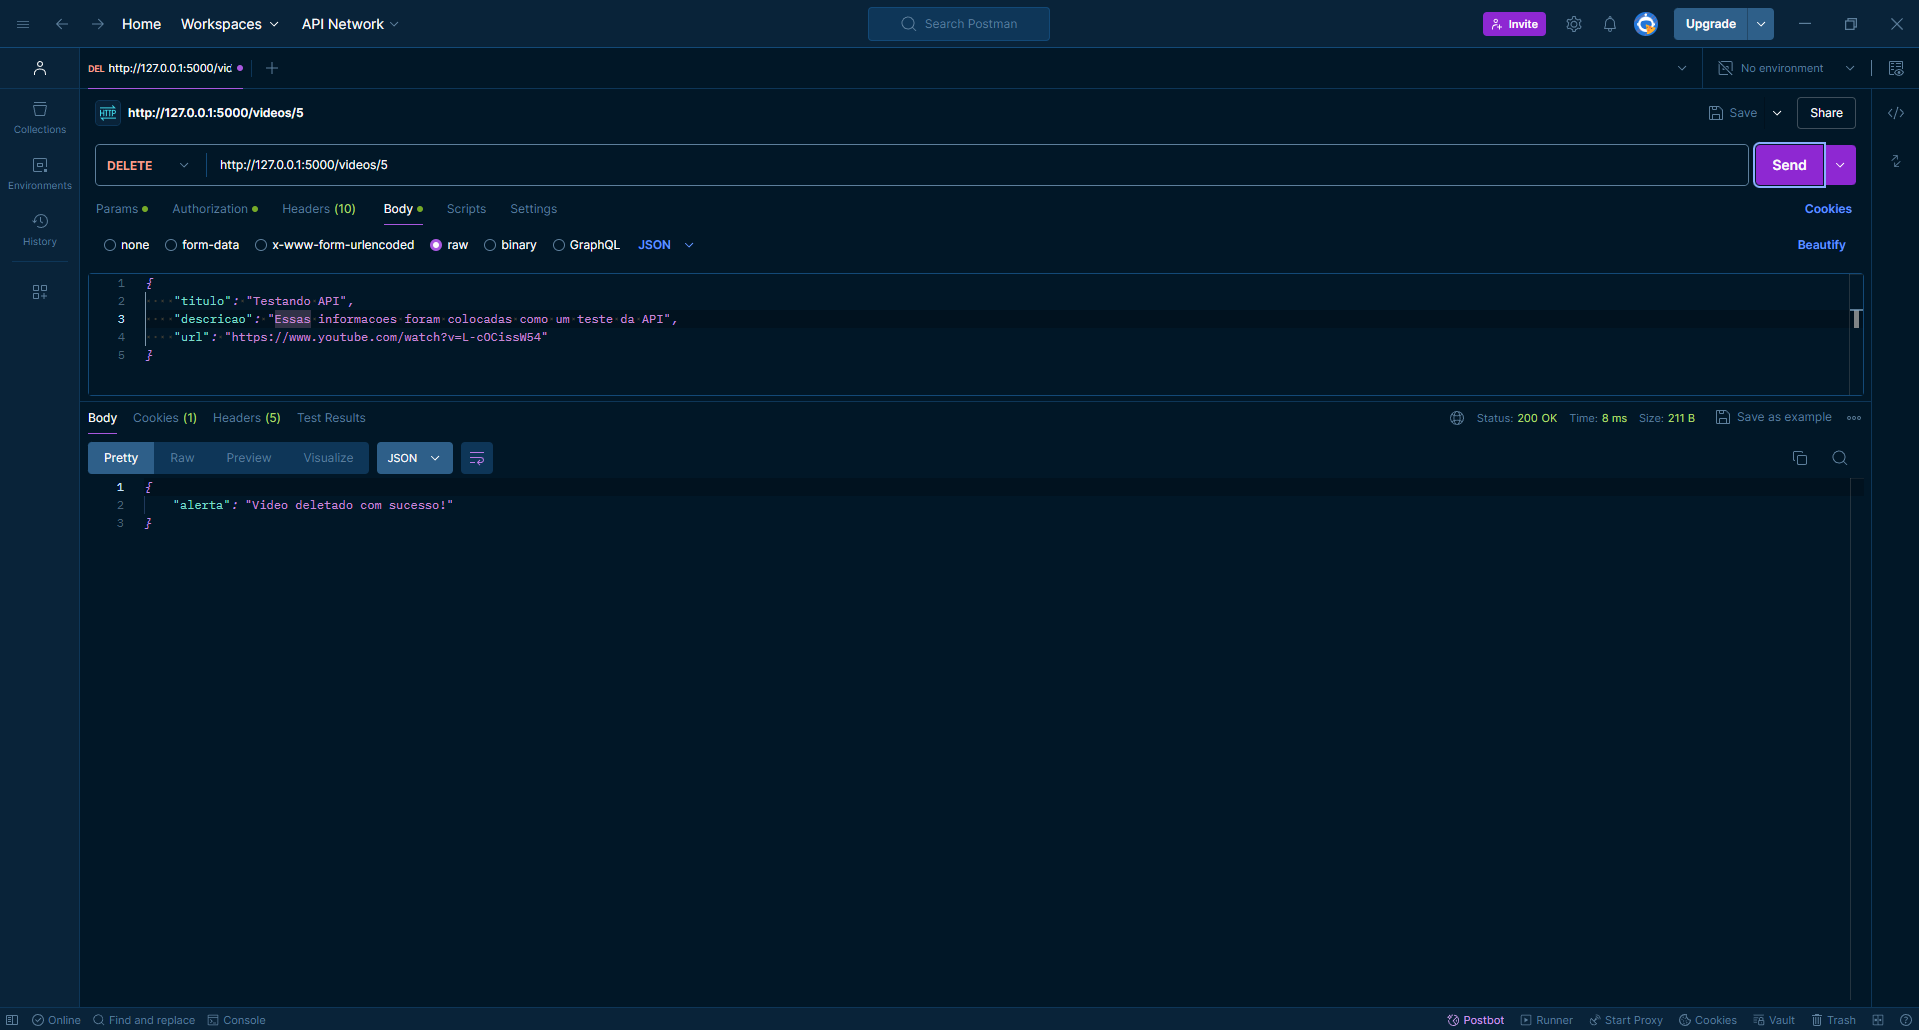 Home Workspaces API Network Search Postman Invite Upgrade
DEL http://127.0.0.1:5000/vid No environment
HTTP http://127.0.0.1:5000/videos/5 Save Share
DELETE http://127.0.0.1:5000/videos/5 Send
Collections
Environments
History
Params Authorization Headers (10) Body Scripts Settings Cookies
none form-data x-www-form-urlencoded raw binary GraphQL JSON Beautify
1 {
2 "titulo": "Testando API",
3 "descricao": "Essas informacoes foram colocadas como um teste da API",
4 "url": "https://www.youtube.com/watch?v=L-cOCissW54"
5 }
Body Cookies (1) Headers (5) Test Results Status: 200 OK Time: 8 ms Size: 211 B Save as example
Pretty Raw Preview Visualize JSON
1 {
2 "alerta": "Video deletado com sucesso!"
3 }
Online Find and replace Console Postbot Runner Start Proxy Cookies Vault Trash